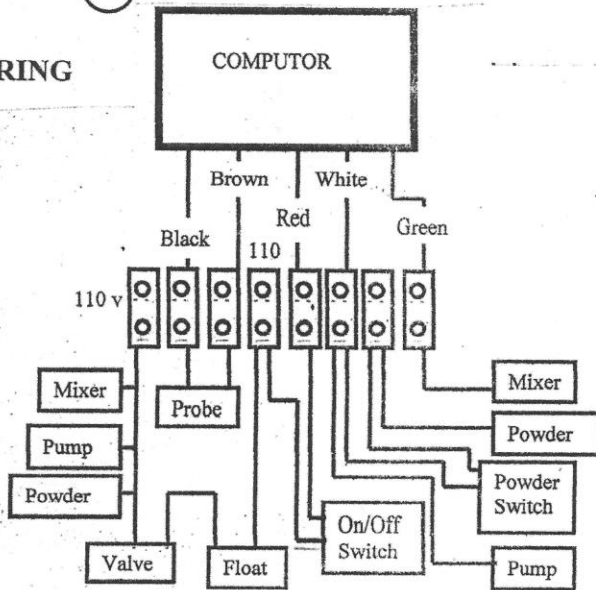 RING
COMPUTOR
Brown
White
Red
Green
Black
110
110 v
Mixer
Mixer
Probe
Powder
Pump
Powder
Switch
Powder
On/Off
Switch
Valve
Float
Pump